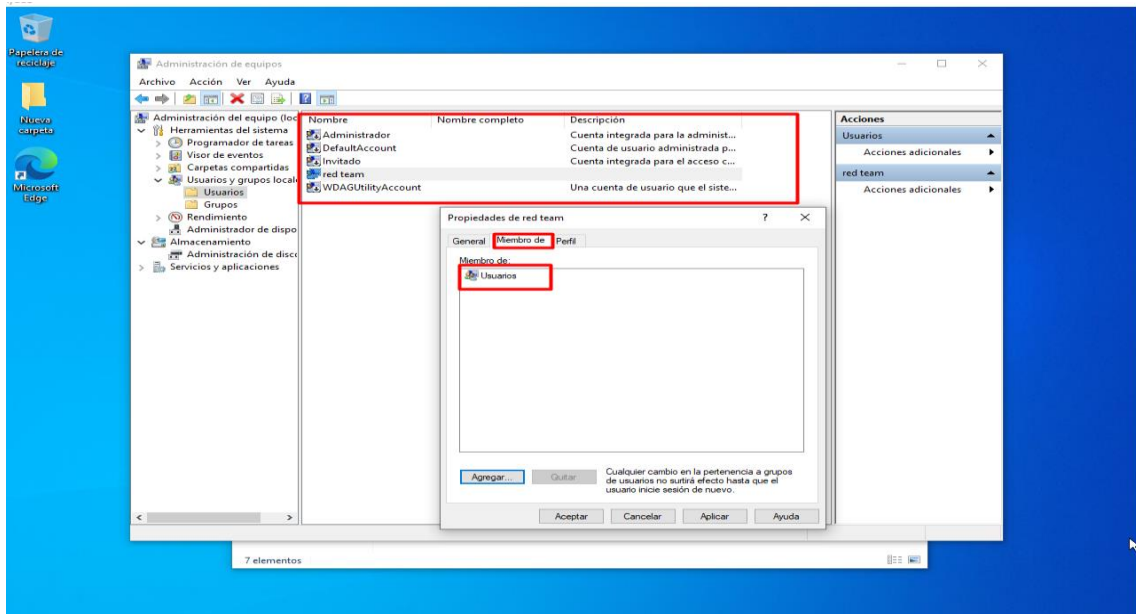 Papelera de
reciclaje
Nueva
carpeta
Microsoft
Edge
Administración de equipos
Archivo Acción Ver Ayuda
Administración del equipo (loc
Herramientas del sistema
Programador de tareas
Visor de eventos
Carpetas compartidas
Usuarios y grupos locale
Usuarios
Grupos
Rendimiento
Administrador de dispo
Almacenamiento
Administración de disco
Servicios y aplicaciones
Nombre Nombre completo Descripción
Administrador Cuenta integrada para la administ...
DefaultAccount Cuenta de usuario administrada p...
Invitado Cuenta integrada para el acceso c...
red team
WDAGUtilityAccount Una cuenta de usuario que el siste...
Acciones
Usuarios
Acciones adicionales
red team
Acciones adicionales
Propiedades de red team ?
General Miembro de Perfil
Miembro de:
Usuarios
Agregar... Quitar
Cualquier cambio en la pertenencia a grupos
de usuarios no surtirá efecto hasta que el
usuario inicie sesión de nuevo.
Aceptar Cancelar Aplicar Ayuda
7 elementos